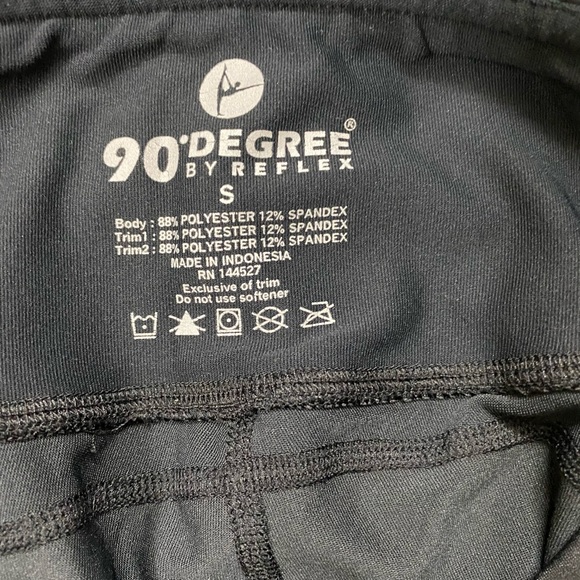 90°DEGREE®
BY REFLEX
S
Body : 88% POLYESTER 12% SPANDEX
Trim1 : 88% POLYESTER 12% SPANDEX
Trim2 : 88% POLYESTER 12% SPANDEX
MADE IN INDONESIA
RN 144527
Exclusive of trim
Do not use softener